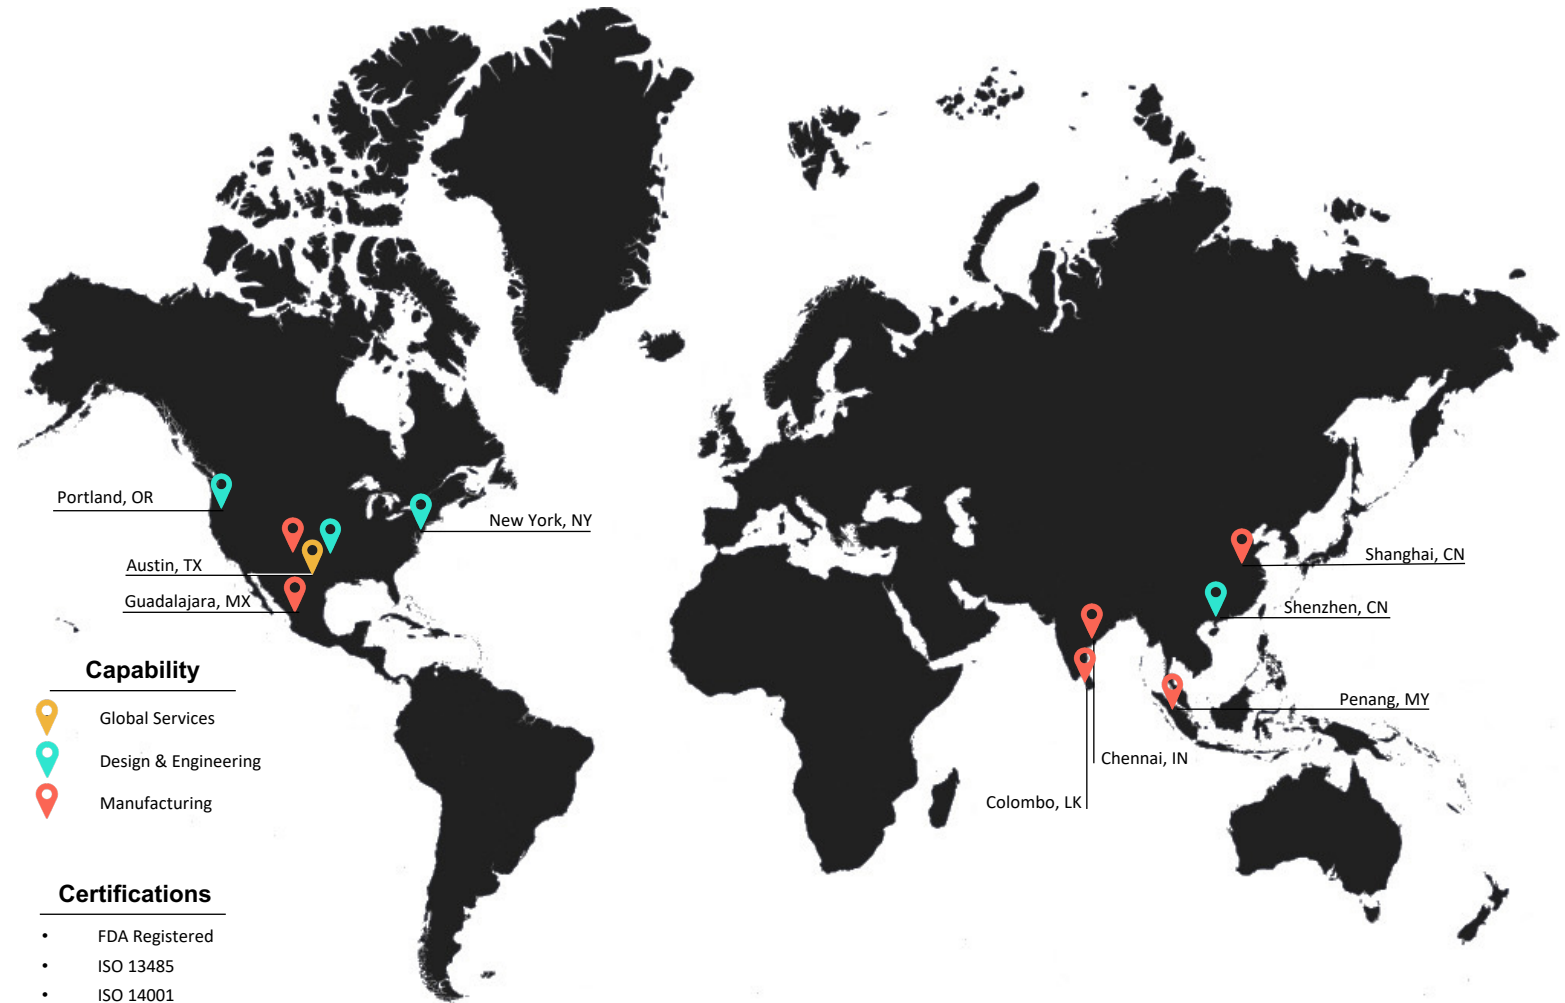 Portland, OR
New York, NY
Austin, TX
Guadalajara, MX
Shanghai, CN
Shenzhen, CN
Penang, MY
Chennai, IN
Colombo, LK
Capability
Global Services
Design & Engineering
Manufacturing
Certifications
• FDA Registered
• ISO 13485
• ISO 14001